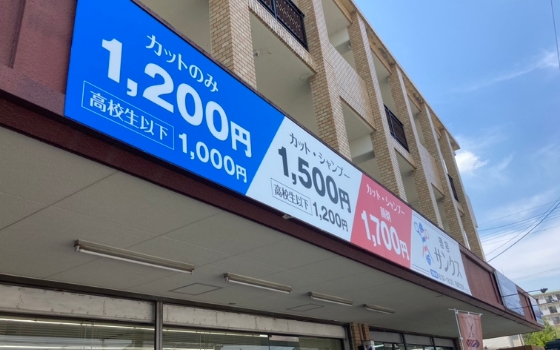 カットのみ
1,200円
高校生以下
1,000円
カット・シャンプー
1,500円
高校生以下
1,200円
カット・シャンプー
顔剃
1,700円
サンクス